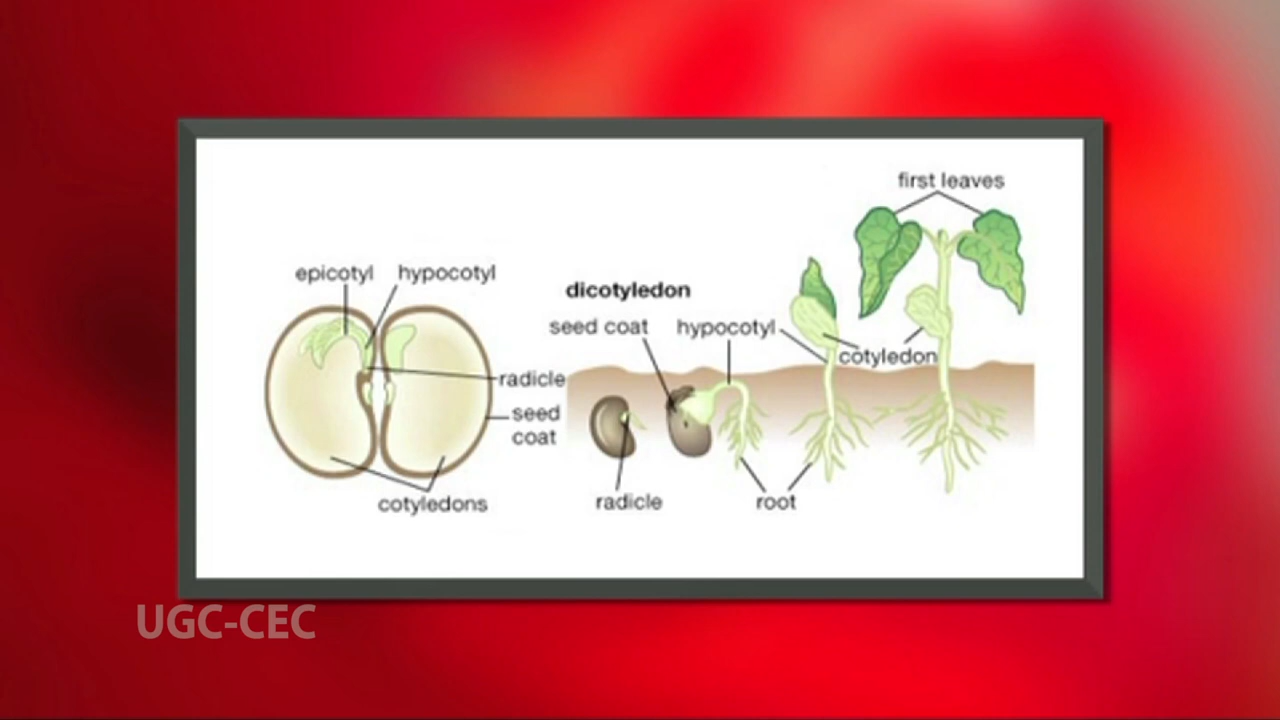 first leaves
epicotyl
hypocotyl
dicotyledon
seed coat
hypocotyl
cotyledon
radicle
seed
coat
cotyledons
radicle
root
UGC-CEC